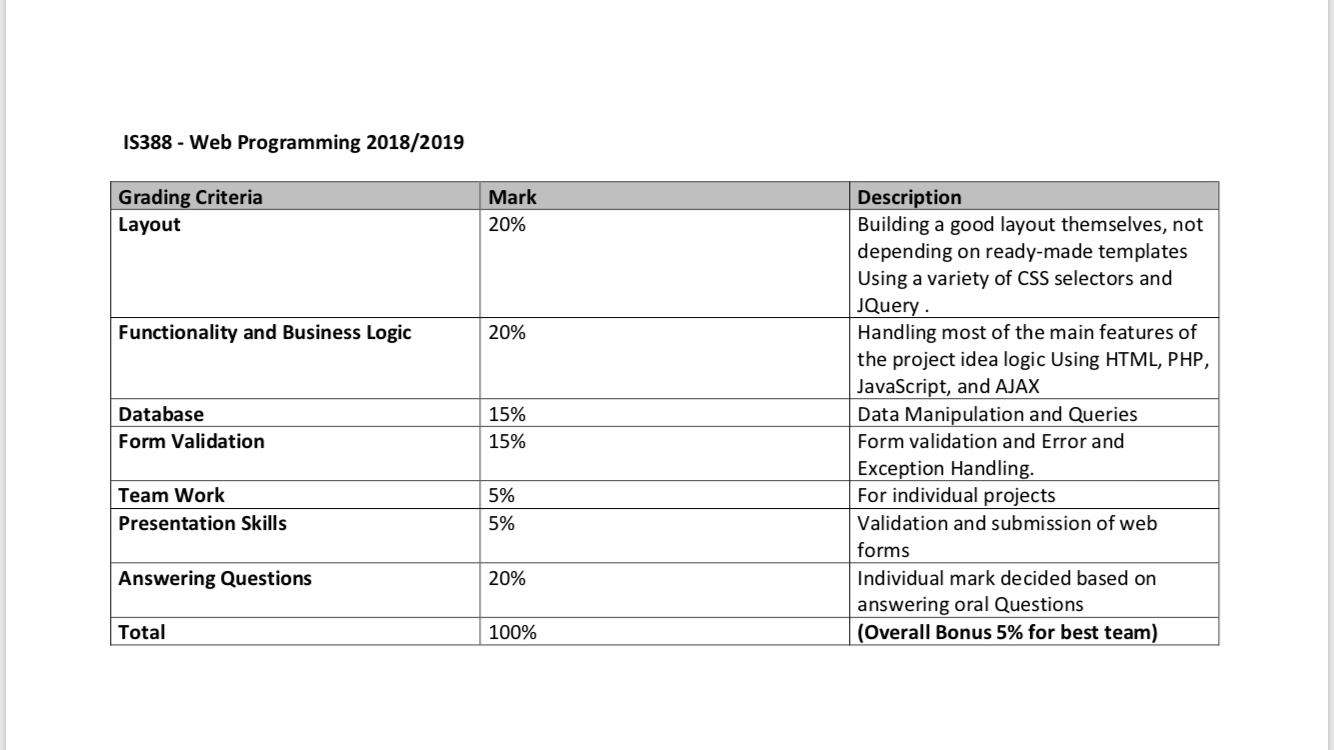 IS388 - Web Programming 2018/2019
Grading Criteria Mark Description
Layout 20% Building a good layout themselves, not
depending on ready-made templates
Using a variety of CSS selectors and
JQuery .
Functionality and Business Logic 20% Handling most of the main features of
the project idea logic Using HTML, PHP,
JavaScript, and AJAX
Database 15% Data Manipulation and Queries
Form Validation 15% Form validation and Error and
Exception Handling.
Team Work 5% For individual projects
Presentation Skills 5% Validation and submission of web
forms
Answering Questions 20% Individual mark decided based on
answering oral Questions
Total 100% (Overall Bonus 5% for best team)